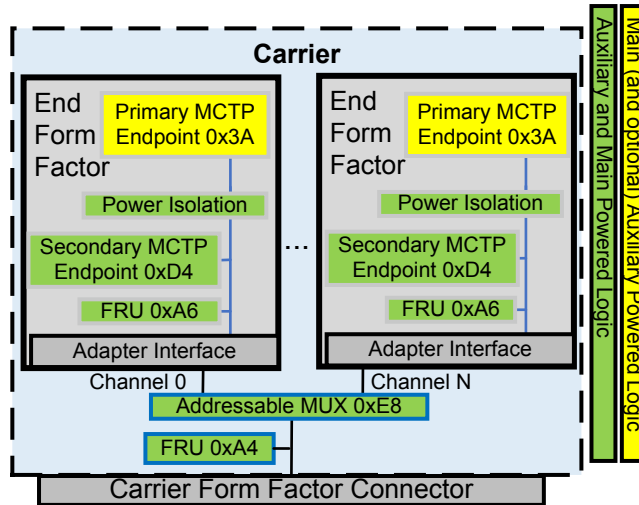 Carrier
End
Form
Factor
Primary MCTP
Endpoint 0x3A
Power Isolation
Secondary MCTP
Endpoint 0xD4
FRU 0xA6
Adapter Interface
Channel 0
...
End
Form
Factor
Primary MCTP
Endpoint 0x3A
Power Isolation
Secondary MCTP
Endpoint 0xD4
FRU 0xA6
Adapter Interface
Channel N
Addressable MUX 0xE8
FRU 0xA4
Carrier Form Factor Connector
Auxiliary and Main Powered Logic
Main (and optional) Auxiliary Powered Logic